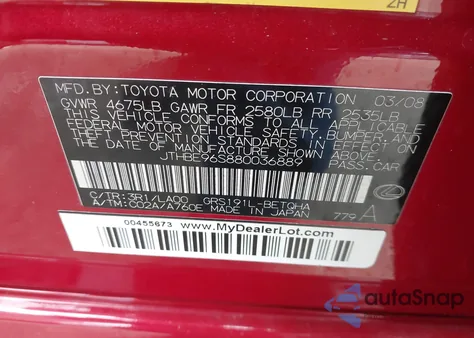 ZH
MFD. BY: TOYOTA MOTOR CORPORATION 03/08
GVWR 4675LB GAWR FR 2580LB RR 2535LB
THIS VEHICLE CONFORMS TO ALL APPLICABLE
FEDERAL MOTOR VEHICLE SAFETY, BUMPER, AND
THEFT PREVENTION STANDARDS IN EFFECT ON
THE DATE OF MANUFACTURE SHOWN ABOVE.
JTHBE96S880036889 PASS.CAR
C/TR: 3R1/LA00 GRS191L-BETQHA
A/TM: C02A/A760E MADE IN JAPAN 779 A
00455673
www.MyDealerLot.com
autoSnap